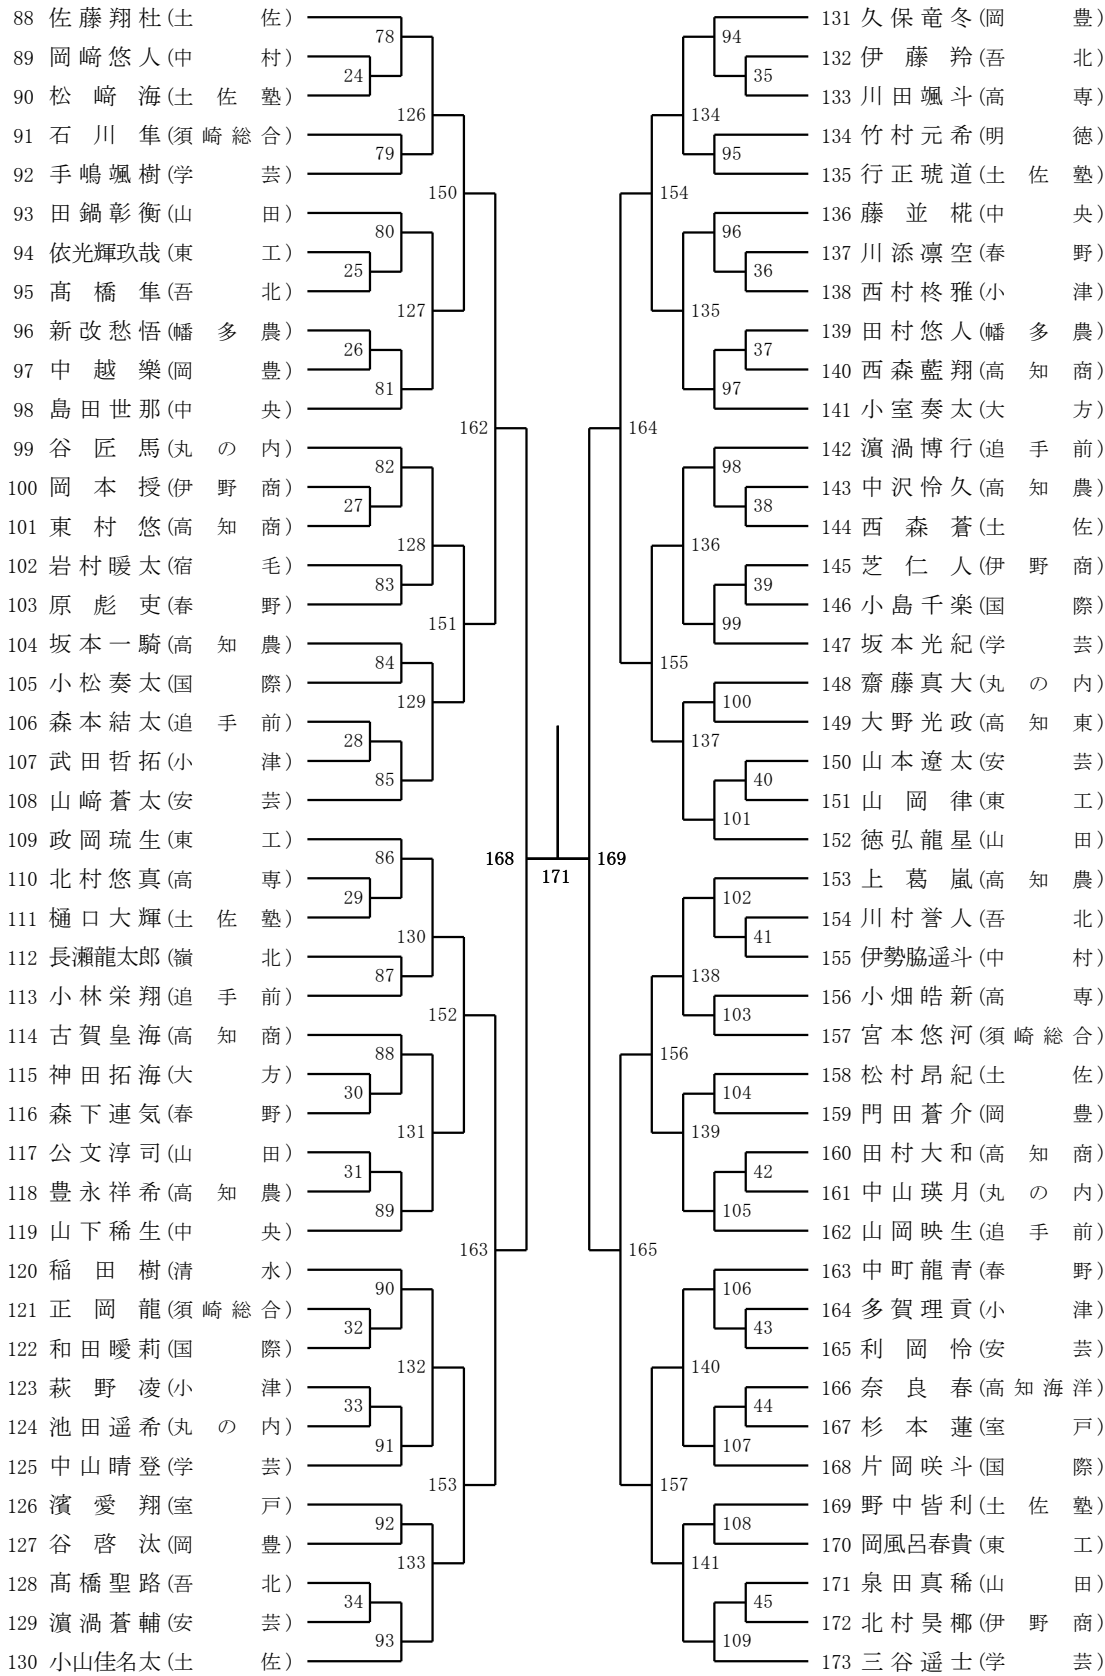 88 佐藤翔杜(土佐)
89 岡﨑悠人(中村)
90 松﨑海(土佐塾)
91 石川隼(須崎総合)
92 手嶋颯樹(学芸)
93 田鍋彰衡(山田)
94 依光輝玖哉(東工)
95 髙橋隼(吾北)
96 新改愁悟(幡多農)
97 中越樂(岡豊)
98 島田世那(中央)
99 谷匠馬(丸の内)
100 岡本授(伊野商)
101 東村悠(高知商)
102 岩村暖太(宿毛)
103 原彪吏(春野)
104 坂本一騎(高知農)
105 小松奏太(国際)
106 森本結太(追手前)
107 武田哲拓(小津)
108 山﨑蒼太(安芸)
109 政岡琉生(東工)
110 北村悠真(高専)
111 樋口大輝(土佐塾)
112 長瀨龍太郎(嶺北)
113 小林栄翔(追手前)
114 古賀皇海(高知商)
115 神田拓海(大方)
116 森下連気(春野)
117 公文淳司(山田)
118 豊永祥希(高知農)
119 山下稀生(中央)
120 稲田樹(清水)
121 正岡龍(須崎総合)
122 和田曖莉(国際)
123 萩野凌(小津)
124 池田遥希(丸の内)
125 中山晴登(学芸)
126 濱愛翔(室戸)
127 谷啓汰(岡豊)
128 髙橋聖路(吾北)
129 濵渦蒼輔(安芸)
130 小山佳名太(土佐)
78
24
126
79
150
80
25
127
26
81
162
82
27
128
83
151
84
129
28
85
86
29
130
87
152
88
30
131
31
89
163
90
32
132
33
91
153
92
133
34
93
168
171
169
94
35
134
95
154
96
36
135
37
97
164
98
38
136
39
99
155
100
137
40
101
102
41
138
103
156
104
139
42
105
165
106
43
140
44
107
157
108
141
45
109
131 久保竜冬(岡豊)
132 伊藤羚(吾北)
133 川田颯斗(高専)
134 竹村元希(明徳)
135 行正琥道(土佐塾)
136 藤並椛(中央)
137 川添凛空(春野)
138 西村柊雅(小津)
139 田村悠人(幡多農)
140 西森藍翔(高知商)
141 小室奏太(大方)
142 濵渦博行(追手前)
143 中沢怜久(高知農)
144 西森蒼(土佐)
145 芝仁人(伊野商)
146 小島千楽(国際)
147 坂本光紀(学芸)
148 齋藤真大(丸の内)
149 大野光政(高知東)
150 山本遼太(安芸)
151 山岡律(東工)
152 徳弘龍星(山田)
153 上葛嵐(高知農)
154 川村誉人(吾北)
155 伊勢脇遥斗(中村)
156 小畑皓新(高専)
157 宮本悠河(須崎総合)
158 松村昂紀(土佐)
159 門田蒼介(岡豊)
160 田村大和(高知商)
161 中山瑛月(丸の内)
162 山岡映生(追手前)
163 中町龍青(春野)
164 多賀理貢(小津)
165 利岡怜(安芸)
166 奈良春(高知海洋)
167 杉本蓮(室戸)
168 片岡咲斗(国際)
169 野中皆利(土佐塾)
170 岡風呂春貴(東工)
171 泉田真稀(山田)
172 北村昊椰(伊野商)
173 三谷遥士(学芸)